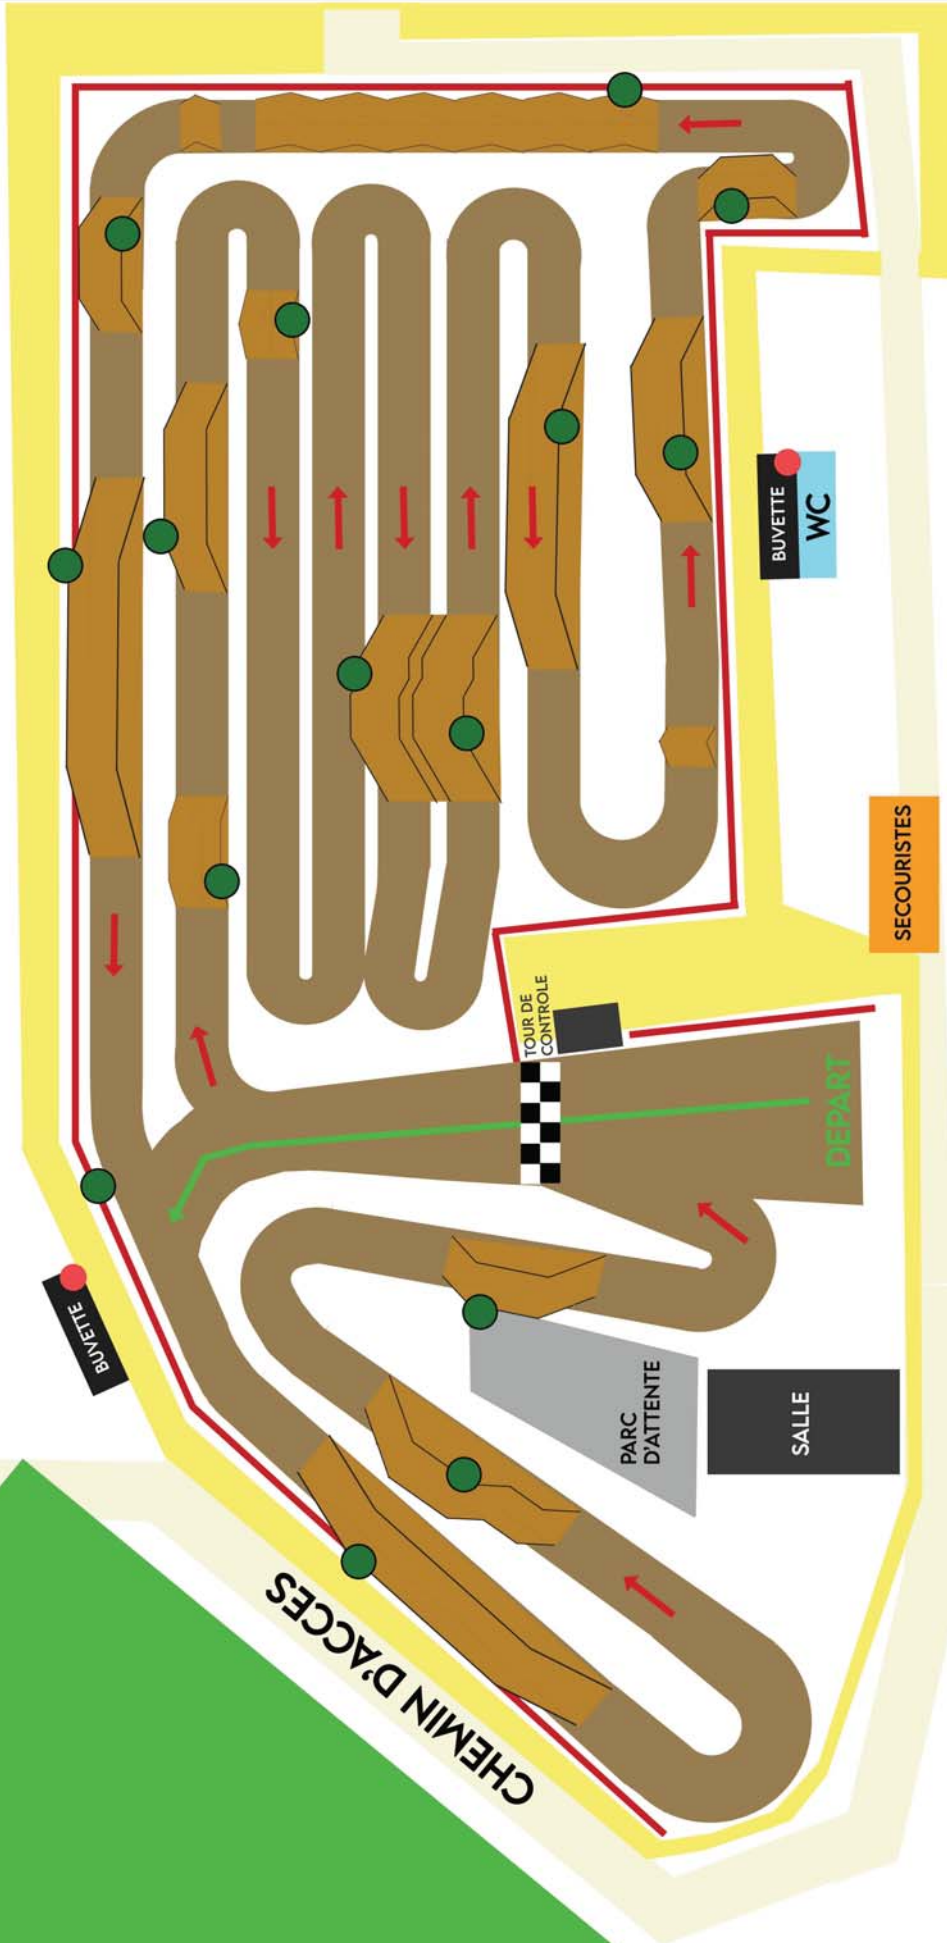 BUVETTE
WC
SECOURISTES
TOUR DE
CONTROLE
DEPART
BUVETTE
PARC
D'ATTENTE
SALLE
CHEMIN D'ACCES